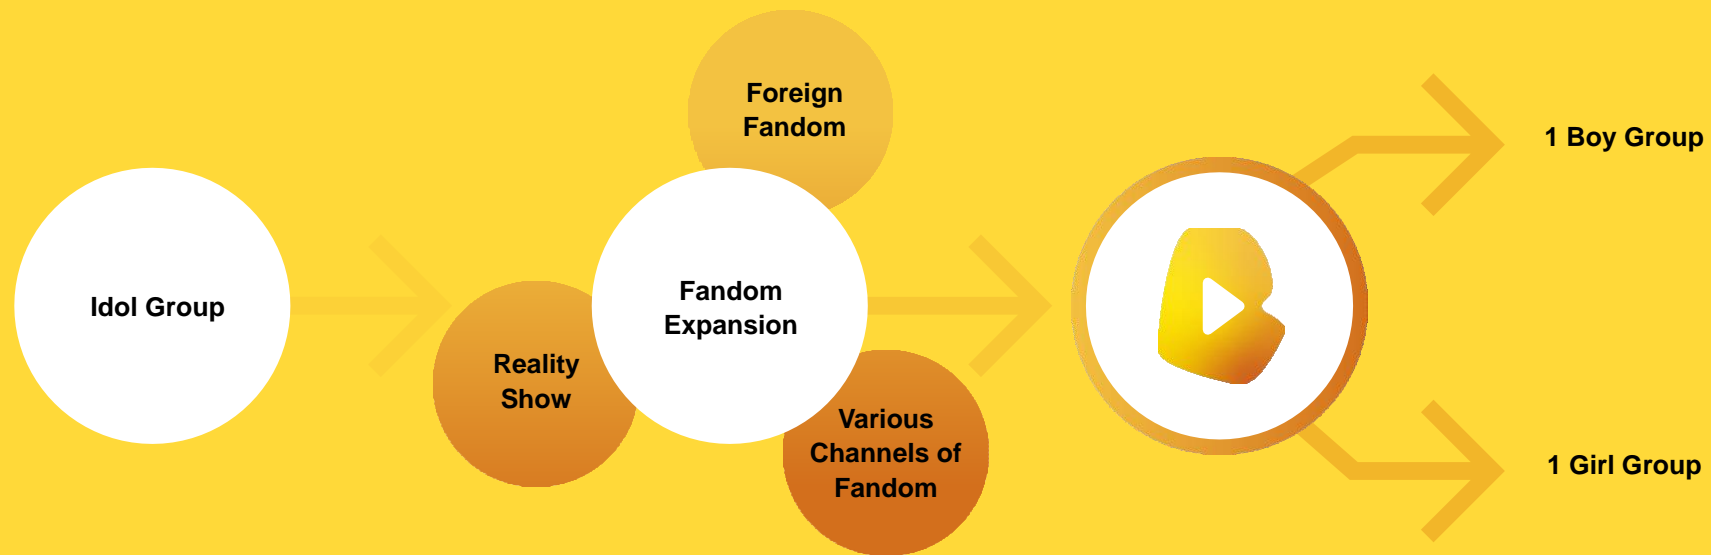 Idol Group
Reality
Show
Foreign
Fandom
Fandom
Expansion
Various
Channels of
Fandom
1 Boy Group
1 Girl Group